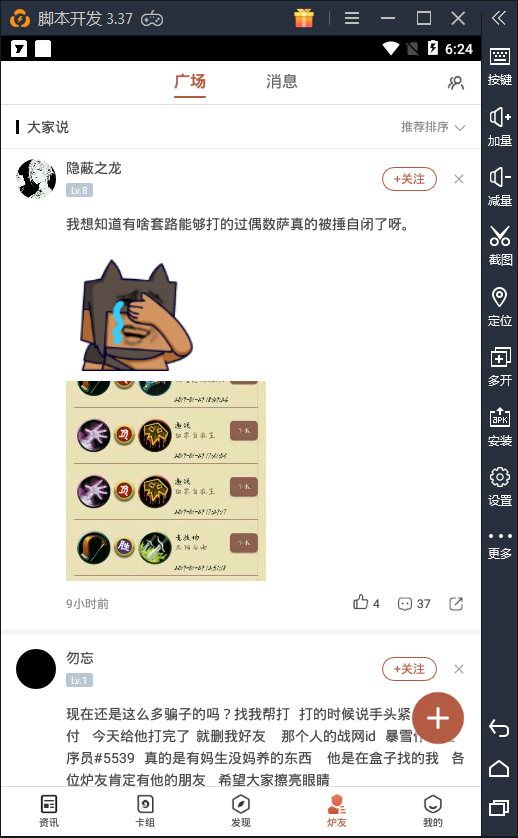 脚本开发 3.37
6:24
广场
消息
大家说
推荐排序
隐蔽之龙
Lv.8
+关注
我想知道有啥套路能够打的过偶数萨真的被捶自闭了呀。
顶
顶
9小时前
4
37
勿忘
Lv.1
+关注
现在还是这么多骗子的吗？找我帮打 打的时候说手头紧
付 今天给他打完了 就删我好友 那个人的战网id 暴雪
序员#5539 真的是有妈生没妈养的东西 他是在盒子找的我 各
位炉友肯定有他的朋友 希望大家擦亮眼睛
资讯
卡组
发现
炉友
我的
按键
加量
减量
截图
定位
多开
APK
安装
设置
更多